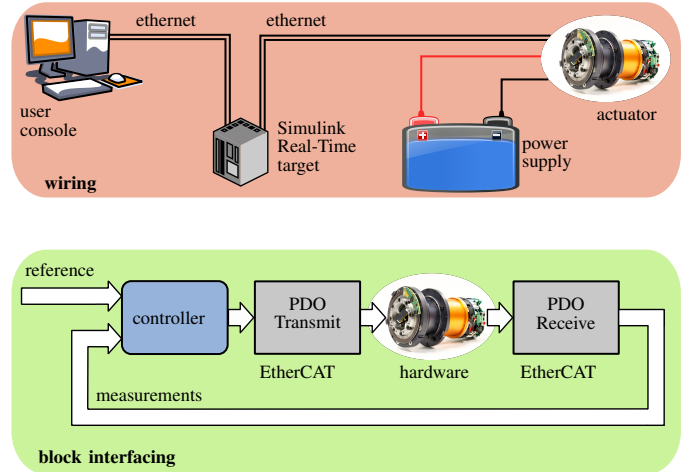 ethernet
ethernet
user
console
Simulink
Real-Time
target
actuator
power
supply
wiring
reference
controller
PDO
Transmit
PDO
Receive
EtherCAT
hardware
EtherCAT
measurements
block interfacing